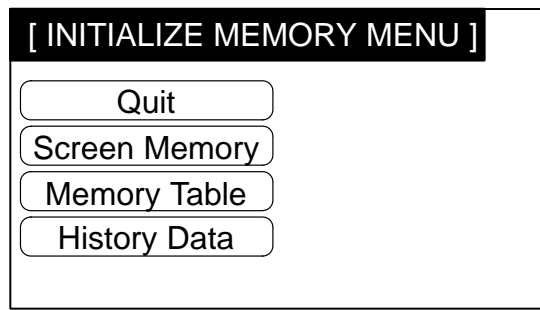 [ INITIALIZE MEMORY MENU ]
Quit
Screen Memory
Memory Table
History Data